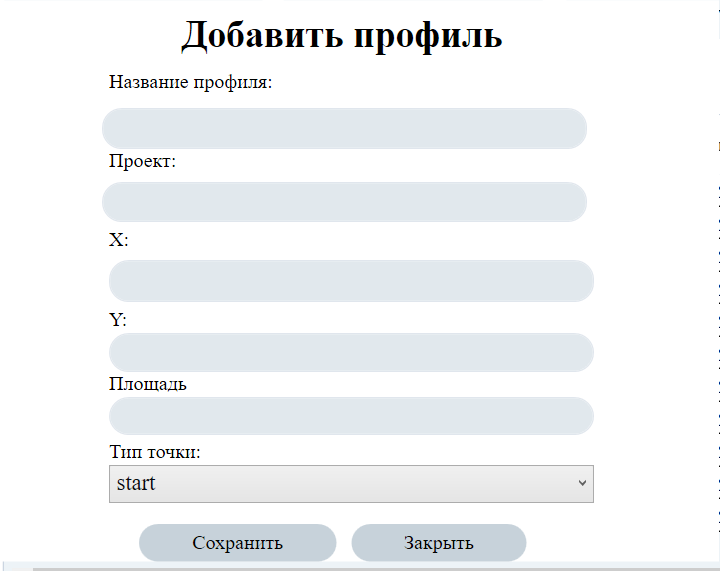 Добавить профиль
Название профиля:
Проект:
X:
Y:
Площадь
Тип точки:
start
Сохранить Закрыть